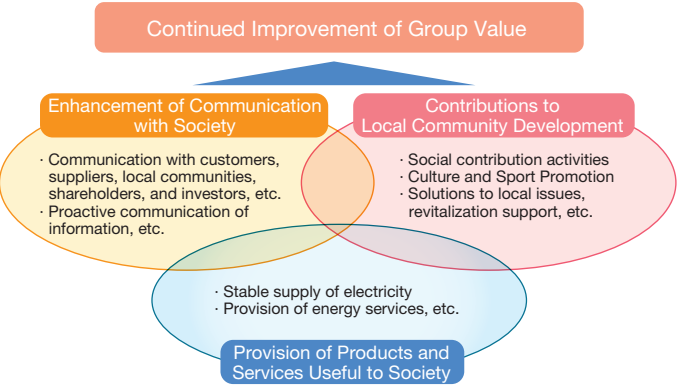 Continued Improvement of Group Value
Enhancement of Communication
with Society
· Communication with customers,
suppliers, local communities,
shareholders, and investors, etc.
· Proactive communication of
information, etc.
Contributions to
Local Community Development
· Social contribution activities
· Culture and Sport Promotion
· Solutions to local issues,
revitalization support, etc.
· Stable supply of electricity
· Provision of energy services, etc.
Provision of Products and
Services Useful to Society